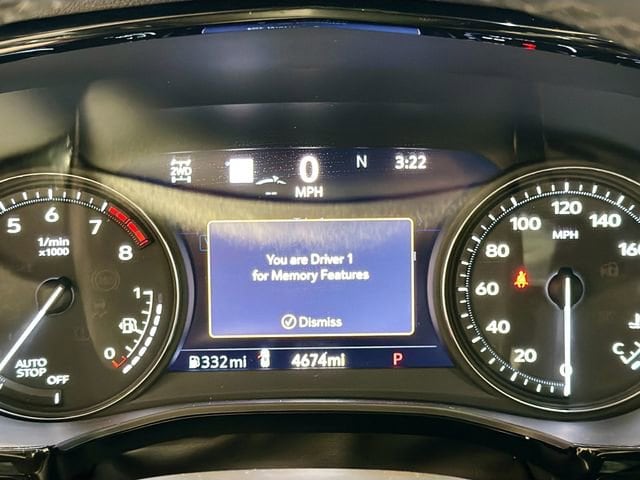 2WD
0
MPH
N
3:22
5
6
7
8
1/min
x1000
1
0
AUTO
STOP
OFF
You are Driver 1
for Memory Features
Dismiss
332mi
4674mi
P
0
20
40
60
80
100
120
140
160
MPH